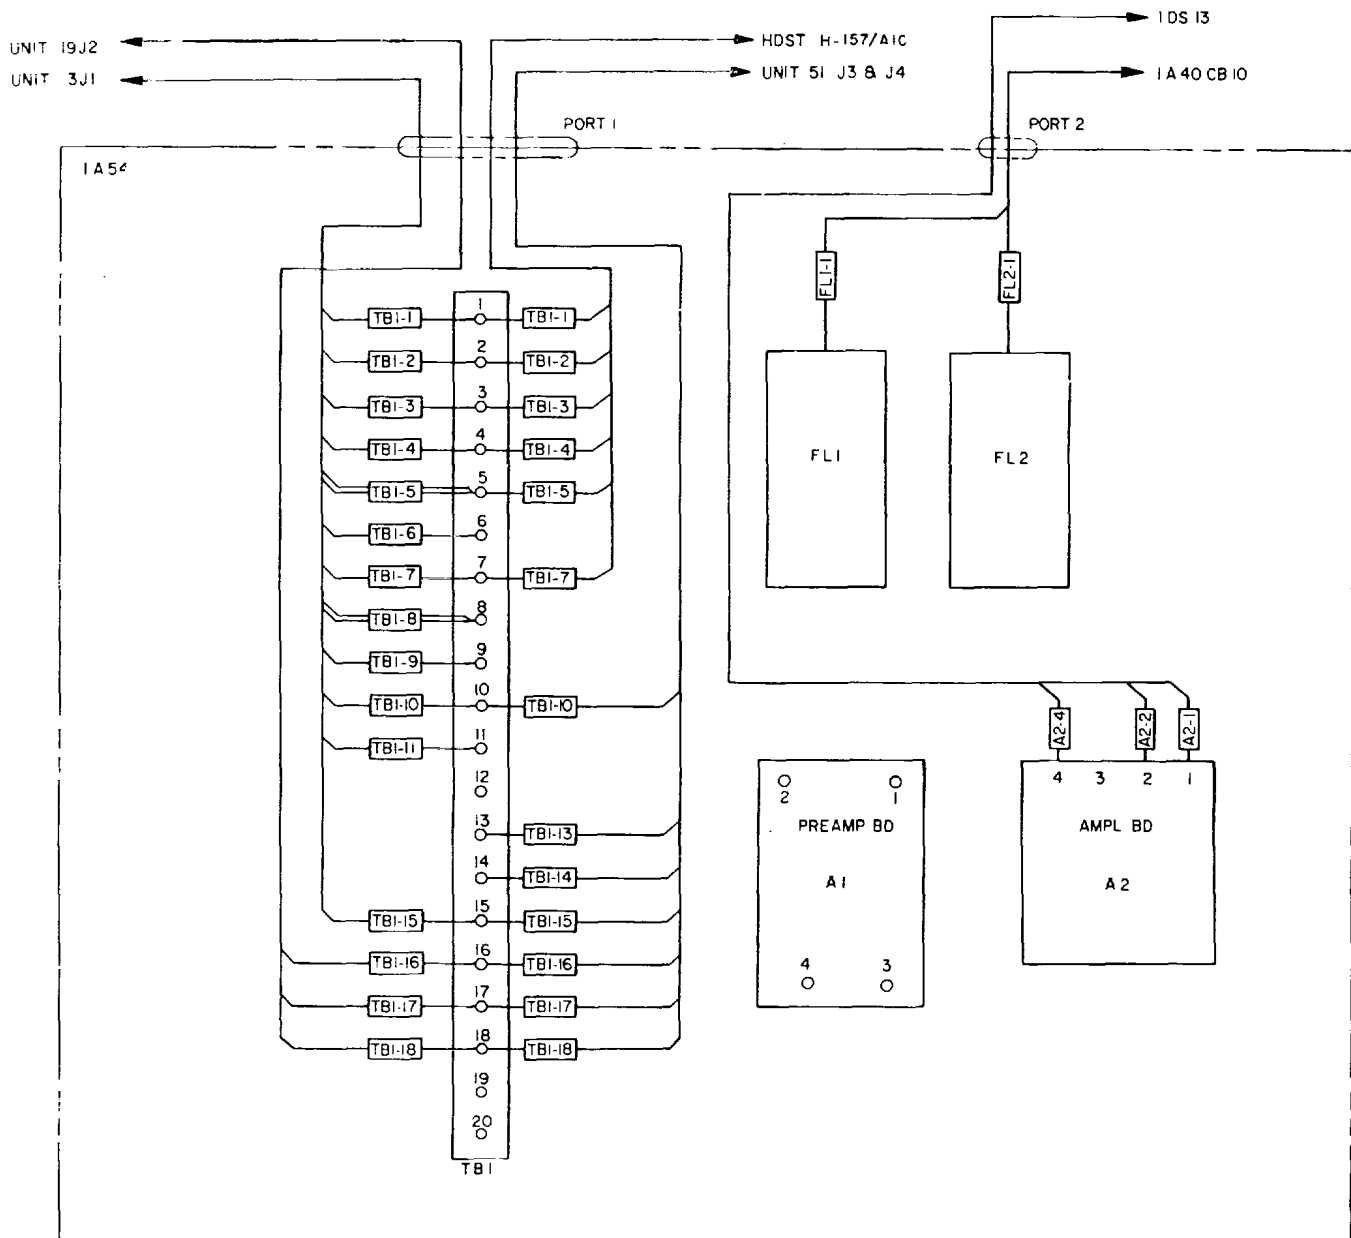 1DS 13
UNIT 19J2
HDST H-157/AIC
UNIT 3J1
UNIT 51 J3 & J4
1A40 CB10
PORT 1
PORT 2
1A54
FL1-1
FL2-1
1
TB1-1
TB1-1
2
TB1-2
TB1-2
3
TB1-3
TB1-3
4
TB1-4
TB1-4
FL1
FL2
5
TB1-5
TB1-5
6
TB1-6
7
TB1-7
TB1-7
8
TB1-8
9
TB1-9
10
TB1-10
TB1-10
A2-4
A2-2
A2-1
11
TB1-11
12
4 3 2 1
2 1
13
TB1-13
PREAMP BD
AMPL BD
14
TB1-14
A1
A2
15
TB1-15
TB1-15
16
TB1-16
TB1-16
4 3
17
TB1-17
TB1-17
18
TB1-18
TB1-18
19
20
TB1